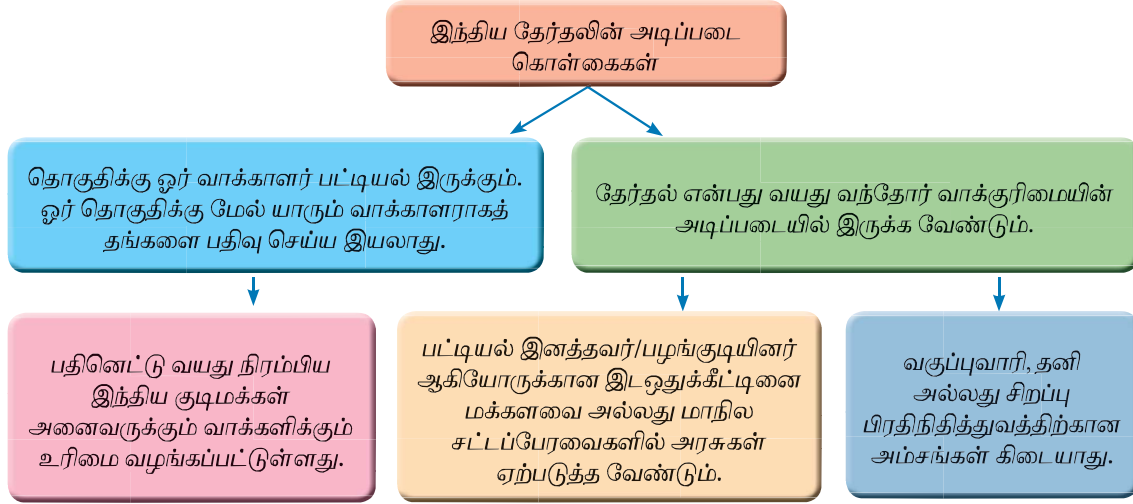 இந்திய தேர்தலின் அடிப்படை
கொள்கைகள்
தொகுதிக்கு ஓர் வாக்காளர் பட்டியல் இருக்கும்.
ஓர் தொகுதிக்கு மேல் யாரும் வாக்காளராகத்
தங்களை பதிவு செய்ய இயலாது.
தேர்தல் என்பது வயது வந்தோர் வாக்குரிமையின்
அடிப்படையில் இருக்க வேண்டும்.
பதினெட்டு வயது நிரம்பிய
இந்திய குடிமக்கள்
அனைவருக்கும் வாக்களிக்கும்
உரிமை வழங்கப்பட்டுள்ளது.
பட்டியல் இனத்தவர்/பழங்குடியினர்
ஆகியோருக்கான இடஒதுக்கீட்டினை
மக்களவை அல்லது மாநில
சட்டப்பேரவைகளில் அரசுகள்
ஏற்படுத்த வேண்டும்.
வகுப்புவாரி, தனி
அல்லது சிறப்பு
பிரதிநிதித்துவத்திற்கான
அம்சங்கள் கிடையாது.